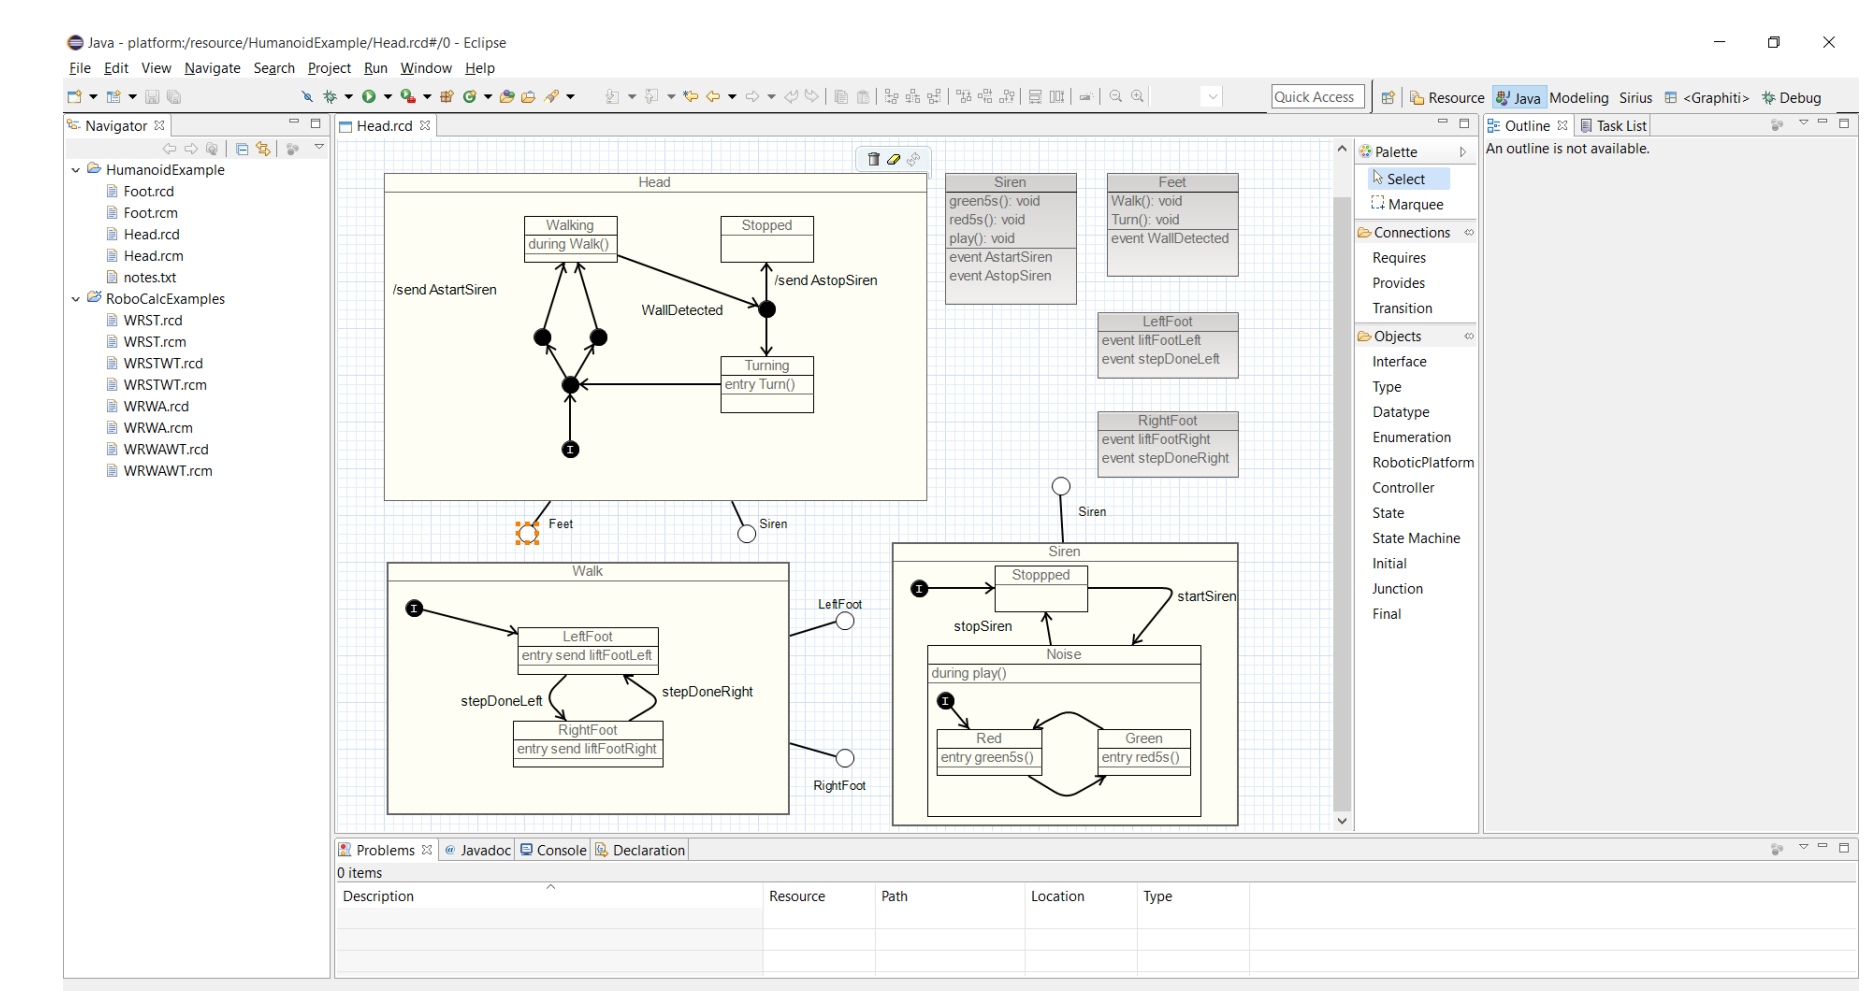 Java - platform:/resource/HumanoidExample/Head.rcd#/0 - Eclipse
File Edit View Navigate Search Project Run Window Help
Quick Access Resource Java Modeling Sirius <Graphiti> Debug
Navigator
HumanoidExample
Foot.rcd
Foot.rcm
Head.rcd
Head.rcm
notes.txt
RoboCalcExamples
WRST.rcd
WRST.rcm
WRSTWT.rcd
WRSTWT.rcm
WRWA.rcd
WRWA.rcm
WRWAWT.rcd
WRWAWT.rcm
Head.rcd
Head
Walking
during Walk()
Stopped
/send AstartSiren
/send AstopSiren
WallDetected
Turning
entry Turn()
I
Feet
Siren
Siren
green5s(): void
red5s(): void
play(): void
event AstartSiren
event AstopSiren
Feet
Walk(): void
Turn(): void
event WallDetected
LeftFoot
event liftFootLeft
event stepDoneLeft
RightFoot
event liftFootRight
event stepDoneRight
Walk
I
LeftFoot
entry send liftFootLeft
stepDoneLeft
stepDoneRight
RightFoot
entry send liftFootRight
LeftFoot
RightFoot
Siren
Siren
I
Stoppped
startSiren
stopSiren
Noise
during play()
I
Red
entry green5s()
Green
entry red5s()
Palette
Select
Marquee
Connections
Requires
Provides
Transition
Objects
Interface
Type
Datatype
Enumeration
RoboticPlatform
Controller
State
State Machine
Initial
Junction
Final
Outline Task List
An outline is not available.
Problems Javadoc Console Declaration
0 items
Description Resource Path Location Type